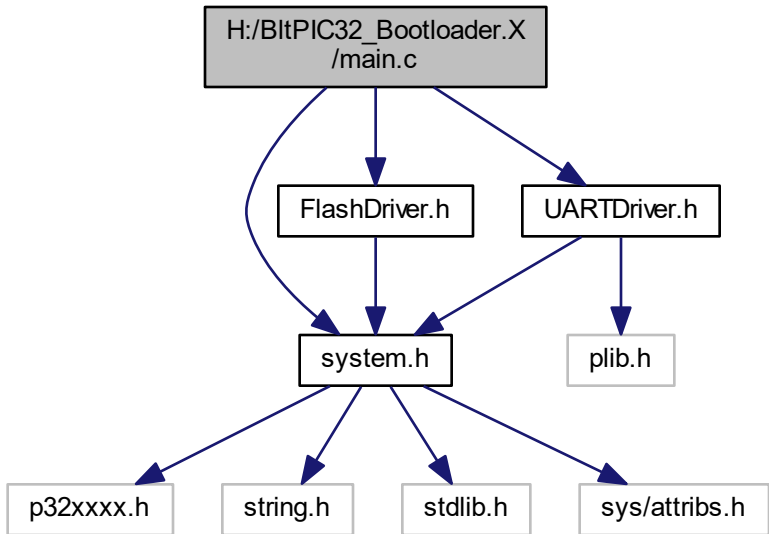 H:/BltPIC32_Bootloader.X
/main.c
FlashDriver.h
UARTDriver.h
system.h
plib.h
p32xxxx.h
string.h
stdlib.h
sys/attribs.h